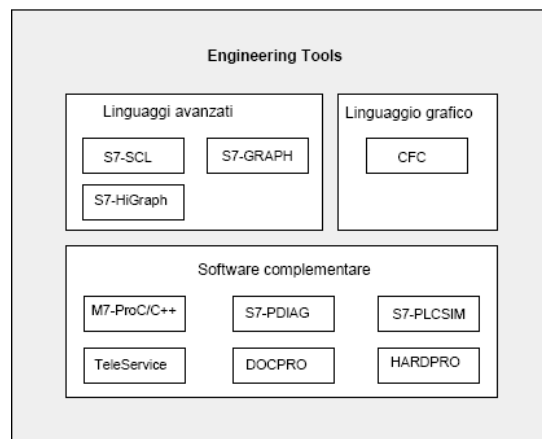 Engineering Tools
Linguaggi avanzati
S7-SCL
S7-GRAPH
S7-HiGraph
Linguaggio grafico
CFC
Software complementare
M7-ProC/C++
S7-PDIAG
S7-PLCSIM
TeleService
DOCPRO
HARDPRO